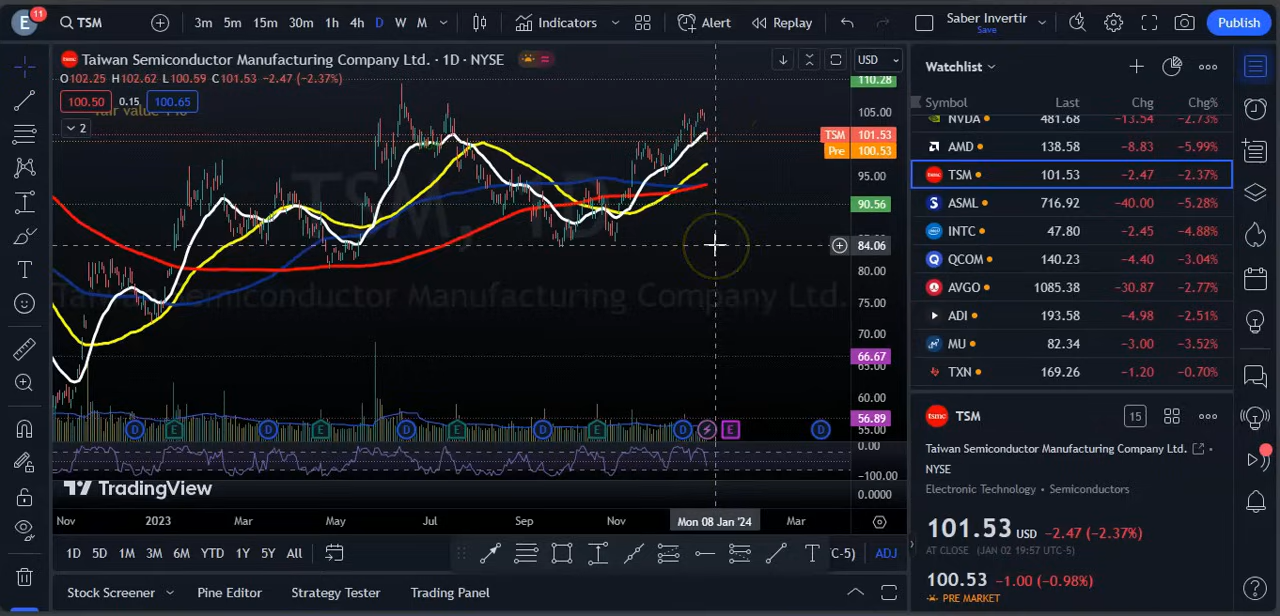 E 11 TSM 3m 5m 15m 30m 1h 4h D W M Indicators Alert Replay Saber Invertir Save Publish
Taiwan Semiconductor Manufacturing Company Ltd. · 1D · NYSE
O102.25 H102.62 L100.59 C101.53 −2.47 (−2.37%)
100.50 0.15 100.65
2
TSM, 1D
Taiwan Semiconductor Manufacturing Company Ltd.
USD
110.28
105.00
TSM 101.53
Pre 100.53
95.00
90.56
84.06
80.00
75.00
70.00
66.67
65.00
60.00
56.89
55.00
D E D E D E D E D E D
0.00
−100.00
0.0000
TradingView
Nov 2023 Mar May Jul Sep Nov Mon 08 Jan '24 Mar
1D 5D 1M 3M 6M YTD 1Y 5Y All C-5) ADJ
Stock Screener Pine Editor Strategy Tester Trading Panel
Watchlist
Symbol Last Chg Chg%
NVDA 481.68 −13.54 −2.73%
AMD 138.58 −8.83 −5.99%
TSM 101.53 −2.47 −2.37%
ASML 716.92 −40.00 −5.28%
INTC 47.80 −2.45 −4.88%
QCOM 140.23 −4.40 −3.04%
AVGO 1085.38 −30.87 −2.77%
ADI 193.58 −4.98 −2.51%
MU 82.34 −3.00 −3.52%
TXN 169.26 −1.20 −0.70%
tsmc TSM 15
Taiwan Semiconductor Manufacturing Company Ltd. ·
NYSE
Electronic Technology · Semiconductors
101.53 USD −2.47 (−2.37%)
AT CLOSE (JAN 02 19:57 UTC-5)
100.53 −1.00 (−0.98%)
PRE MARKET